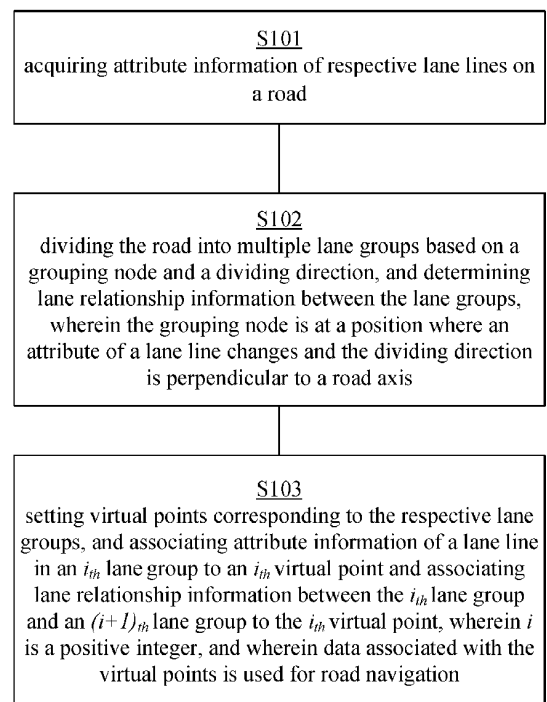 S101
acquiring attribute information of respective lane lines on
a road
S102
dividing the road into multiple lane groups based on a
grouping node and a dividing direction, and determining
lane relationship information between the lane groups,
wherein the grouping node is at a position where an
attribute of a lane line changes and the dividing direction
is perpendicular to a road axis
S103
setting virtual points corresponding to the respective lane
groups, and associating attribute information of a lane line
in an i_th lane group to an i_th virtual point and associating
lane relationship information between the i_th lane group
and an (i+1)_th lane group to the i_th virtual point, wherein i
is a positive integer, and wherein data associated with the
virtual points is used for road navigation